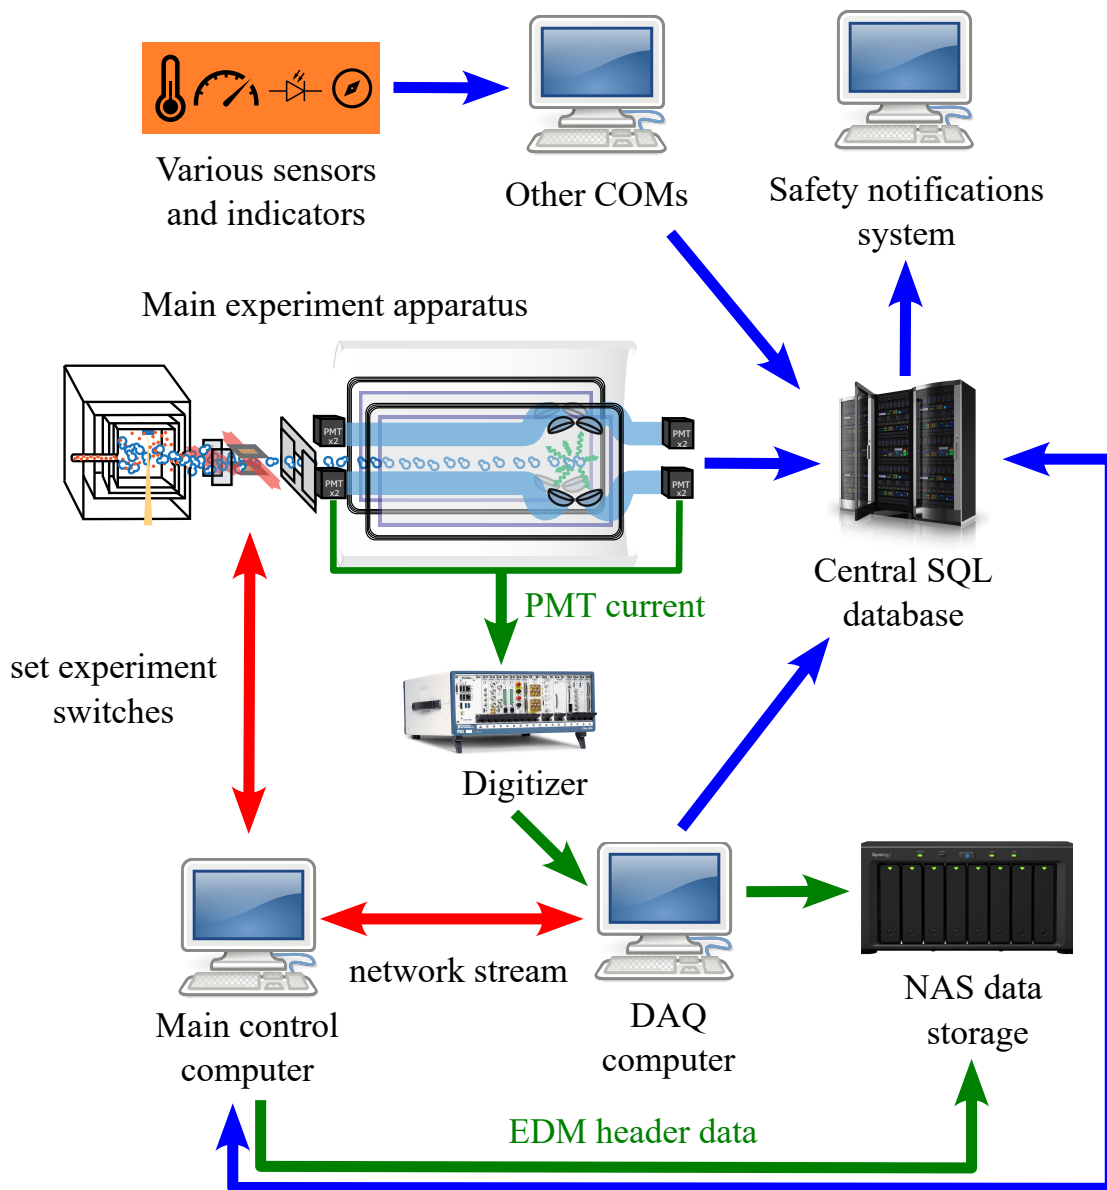 Various sensors
and indicators
Other COMs
Safety notifications
system
Main experiment apparatus
PMT
x2
PMT
x2
PMT
x2
PMT
x2
Central SQL
database
PMT current
set experiment
switches
Digitizer
Synology
network stream
NAS data
storage
Main control
computer
DAQ
computer
EDM header data